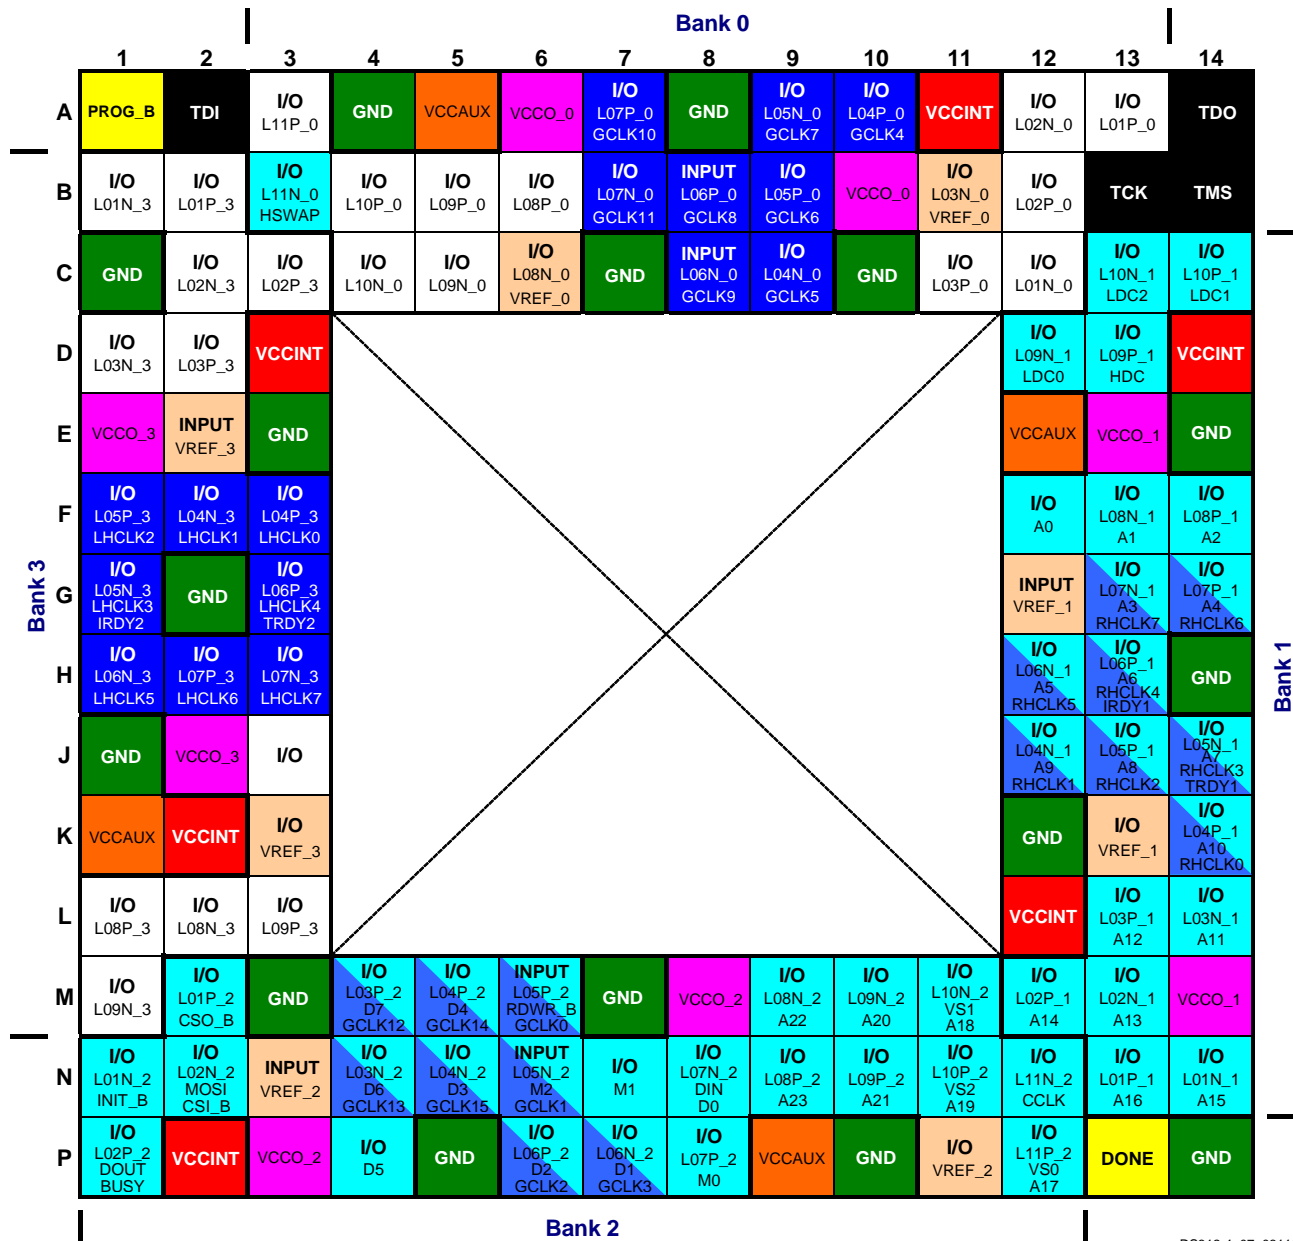 Bank 0
1 2 3 4 5 6 7 8 9 10 11 12 13 14
A
PROG_B
TDI
I/O
L11P_0
GND
VCCAUX
VCCO_0
I/O
L07P_0
GCLK10
GND
I/O
L05N_0
GCLK7
I/O
L04P_0
GCLK4
VCCINT
I/O
L02N_0
I/O
L01P_0
TDO
B
I/O
L01N_3
I/O
L01P_3
I/O
L11N_0
HSWAP
I/O
L10P_0
I/O
L09P_0
I/O
L08P_0
I/O
L07N_0
GCLK11
INPUT
L06P_0
GCLK8
I/O
L05P_0
GCLK6
VCCO_0
I/O
L03N_0
VREF_0
I/O
L02P_0
TCK
TMS
C
GND
I/O
L02N_3
I/O
L02P_3
I/O
L10N_0
I/O
L09N_0
I/O
L08N_0
VREF_0
GND
INPUT
L06N_0
GCLK9
I/O
L04N_0
GCLK5
GND
I/O
L03P_0
I/O
L01N_0
I/O
L10N_1
LDC2
I/O
L10P_1
LDC1
D
I/O
L03N_3
I/O
L03P_3
VCCINT
I/O
L09N_1
LDC0
I/O
L09P_1
HDC
VCCINT
E
VCCO_3
INPUT
VREF_3
GND
VCCAUX
VCCO_1
GND
F
I/O
L05P_3
LHCLK2
I/O
L04N_3
LHCLK1
I/O
L04P_3
LHCLK0
I/O
A0
I/O
L08N_1
A1
I/O
L08P_1
A2
Bank 3
G
I/O
L05N_3
LHCLK3
IRDY2
GND
I/O
L06P_3
LHCLK4
TRDY2
INPUT
VREF_1
I/O
L07N_1
A3
RHCLK7
I/O
L07P_1
A4
RHCLK6
H
I/O
L06N_3
LHCLK5
I/O
L07P_3
LHCLK6
I/O
L07N_3
LHCLK7
I/O
L06N_1
A5
RHCLK5
I/O
L06P_1
A6
RHCLK4
IRDY1
GND
Bank 1
J
GND
VCCO_3
I/O
I/O
L04N_1
A9
RHCLK1
I/O
L05P_1
A8
RHCLK2
I/O
L05N_1
A7
RHCLK3
TRDY1
K
VCCAUX
VCCINT
I/O
VREF_3
GND
I/O
VREF_1
I/O
L04P_1
A10
RHCLK0
L
I/O
L08P_3
I/O
L08N_3
I/O
L09P_3
VCCINT
I/O
L03P_1
A12
I/O
L03N_1
A11
M
I/O
L09N_3
I/O
L01P_2
CSO_B
GND
I/O
L03P_2
D7
GCLK12
I/O
L04P_2
D4
GCLK14
INPUT
L05P_2
RDWR_B
GCLK0
GND
VCCO_2
I/O
L08N_2
A22
I/O
L09N_2
A20
I/O
L10N_2
VS1
A18
I/O
L02P_1
A14
I/O
L02N_1
A13
VCCO_1
N
I/O
L01N_2
INIT_B
I/O
L02N_2
MOSI
CSI_B
INPUT
VREF_2
I/O
L03N_2
D6
GCLK13
I/O
L04N_2
D3
GCLK15
INPUT
L05N_2
M2
GCLK1
I/O
M1
I/O
L07N_2
DIN
D0
I/O
L08P_2
A23
I/O
L09P_2
A21
I/O
L10P_2
VS2
A19
I/O
L11N_2
CCLK
I/O
L01P_1
A16
I/O
L01N_1
A15
P
I/O
L02P_2
DOUT
BUSY
VCCINT
VCCO_2
I/O
D5
GND
I/O
L06P_2
D2
GCLK2
I/O
L06N_2
D1
GCLK3
I/O
L07P_2
M0
VCCAUX
GND
I/O
VREF_2
I/O
L11P_2
VS0
A17
DONE
GND
Bank 2